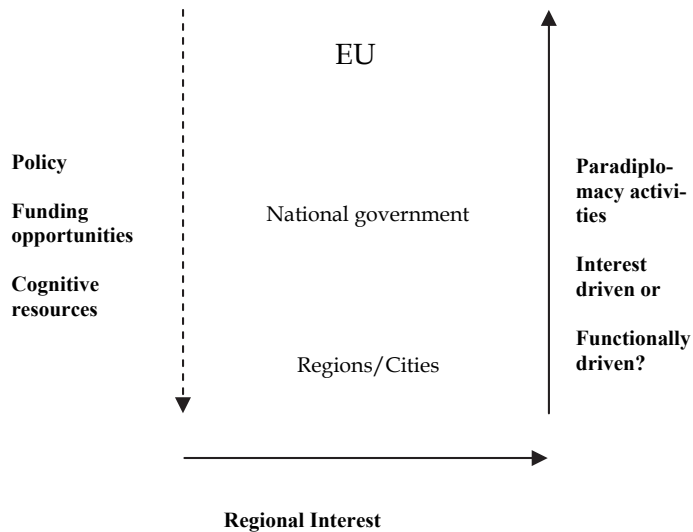 EU
Policy
Funding
opportunities
Cognitive
resources
National government
Regions/Cities
Paradiplo-
macy activi-
ties
Interest
driven or
Functionally
driven?
Regional Interest